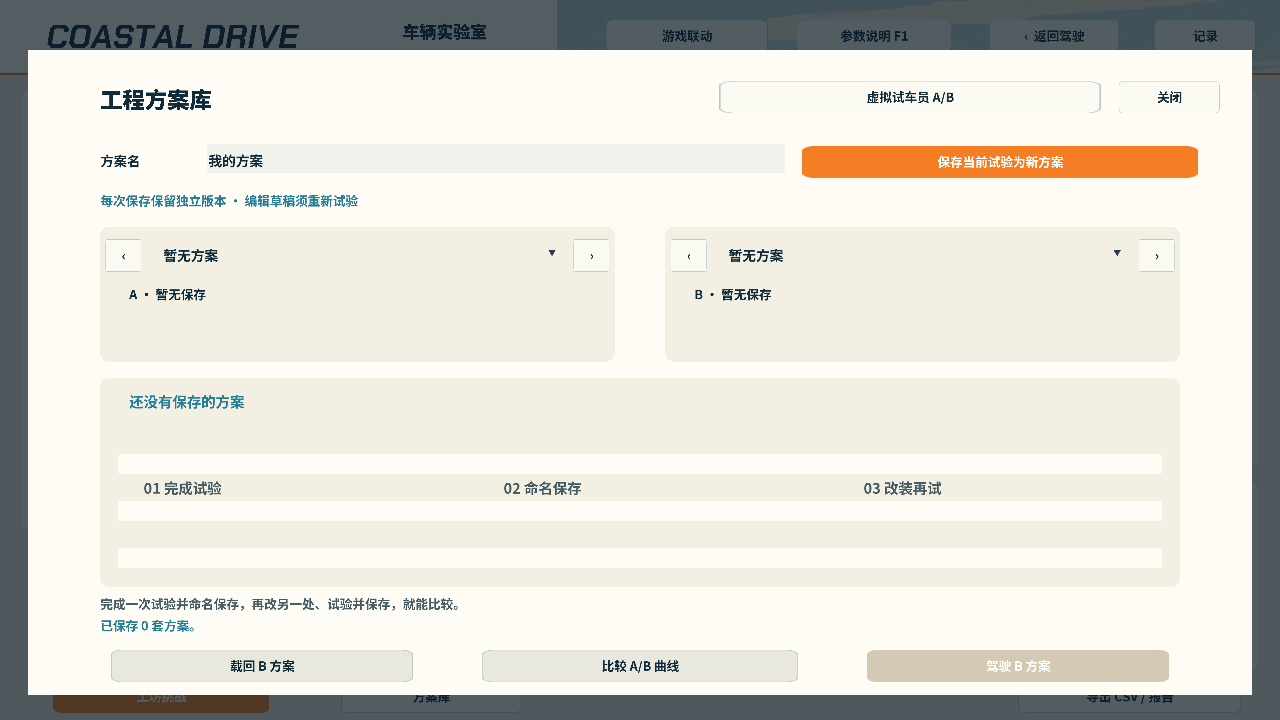 COASTAL DRIVE
车辆实验室
游戏联动
参数说明 F1
‹ 返回驾驶
记录
工程方案库
虚拟试车员 A/B
关闭
方案名
我的方案
保存当前试验为新方案
每次保存保留独立版本 · 编辑草稿须重新试验
‹ 暂无方案 ▼ ›
A · 暂无保存
‹ 暂无方案 ▼ ›
B · 暂无保存
还没有保存的方案
01 完成试验
02 命名保存
03 改装再试
完成一次试验并命名保存，再改另一处、试验并保存，就能比较。
已保存 0 套方案。
载回 B 方案
比较 A/B 曲线
驾驶 B 方案
工坊挑战
方案库
导出 CSV / 报告